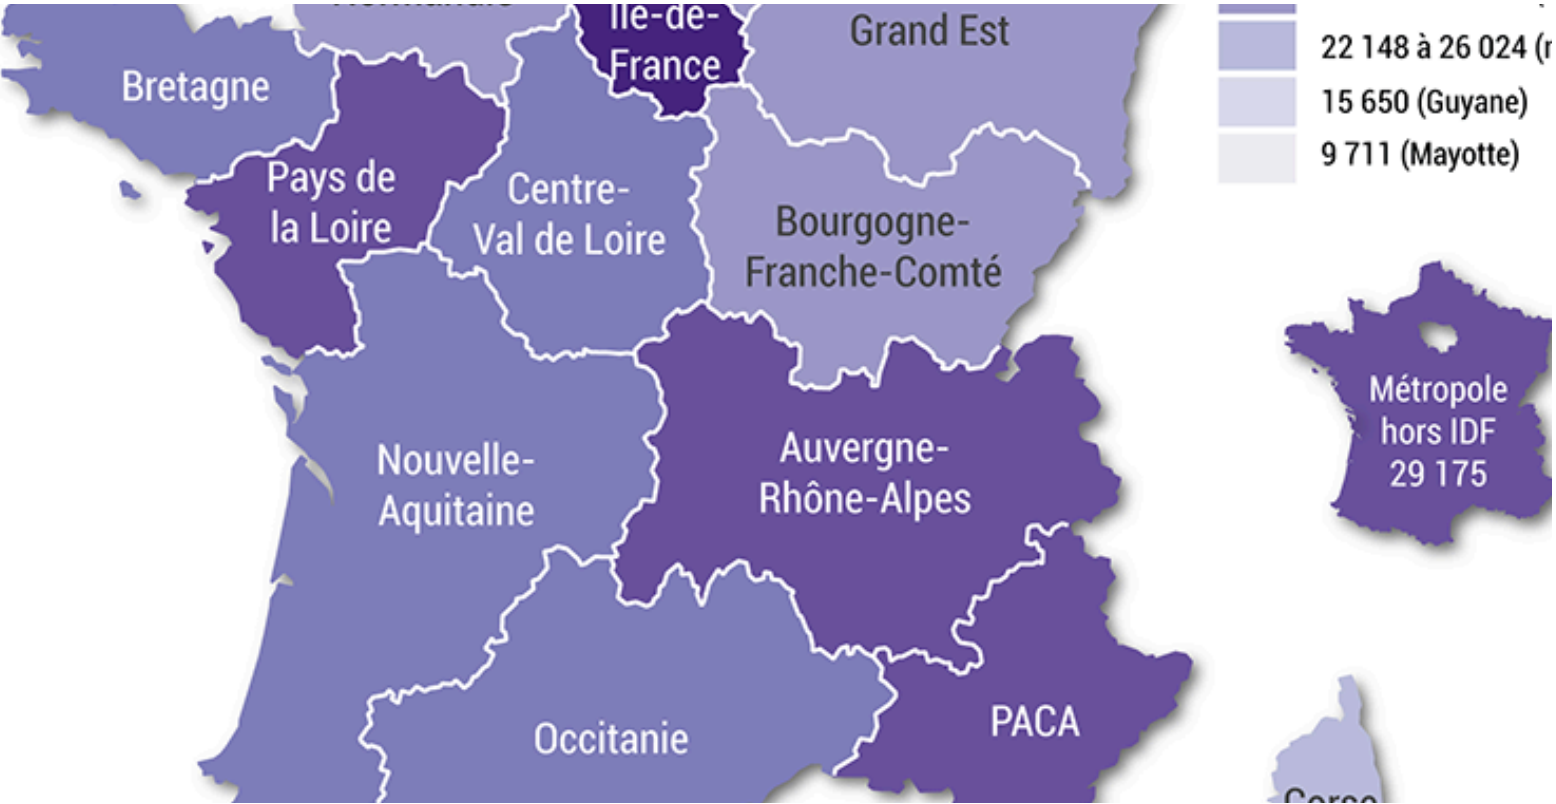 Île-de-
France
Grand Est
22 148 à 26 024
15 650 (Guyane)
9 711 (Mayotte)
Bretagne
Pays de
la Loire
Centre-
Val de Loire
Bourgogne-
Franche-Comté
Métropole
hors IDF
29 175
Nouvelle-
Aquitaine
Auvergne-
Rhône-Alpes
Occitanie
PACA
Corse